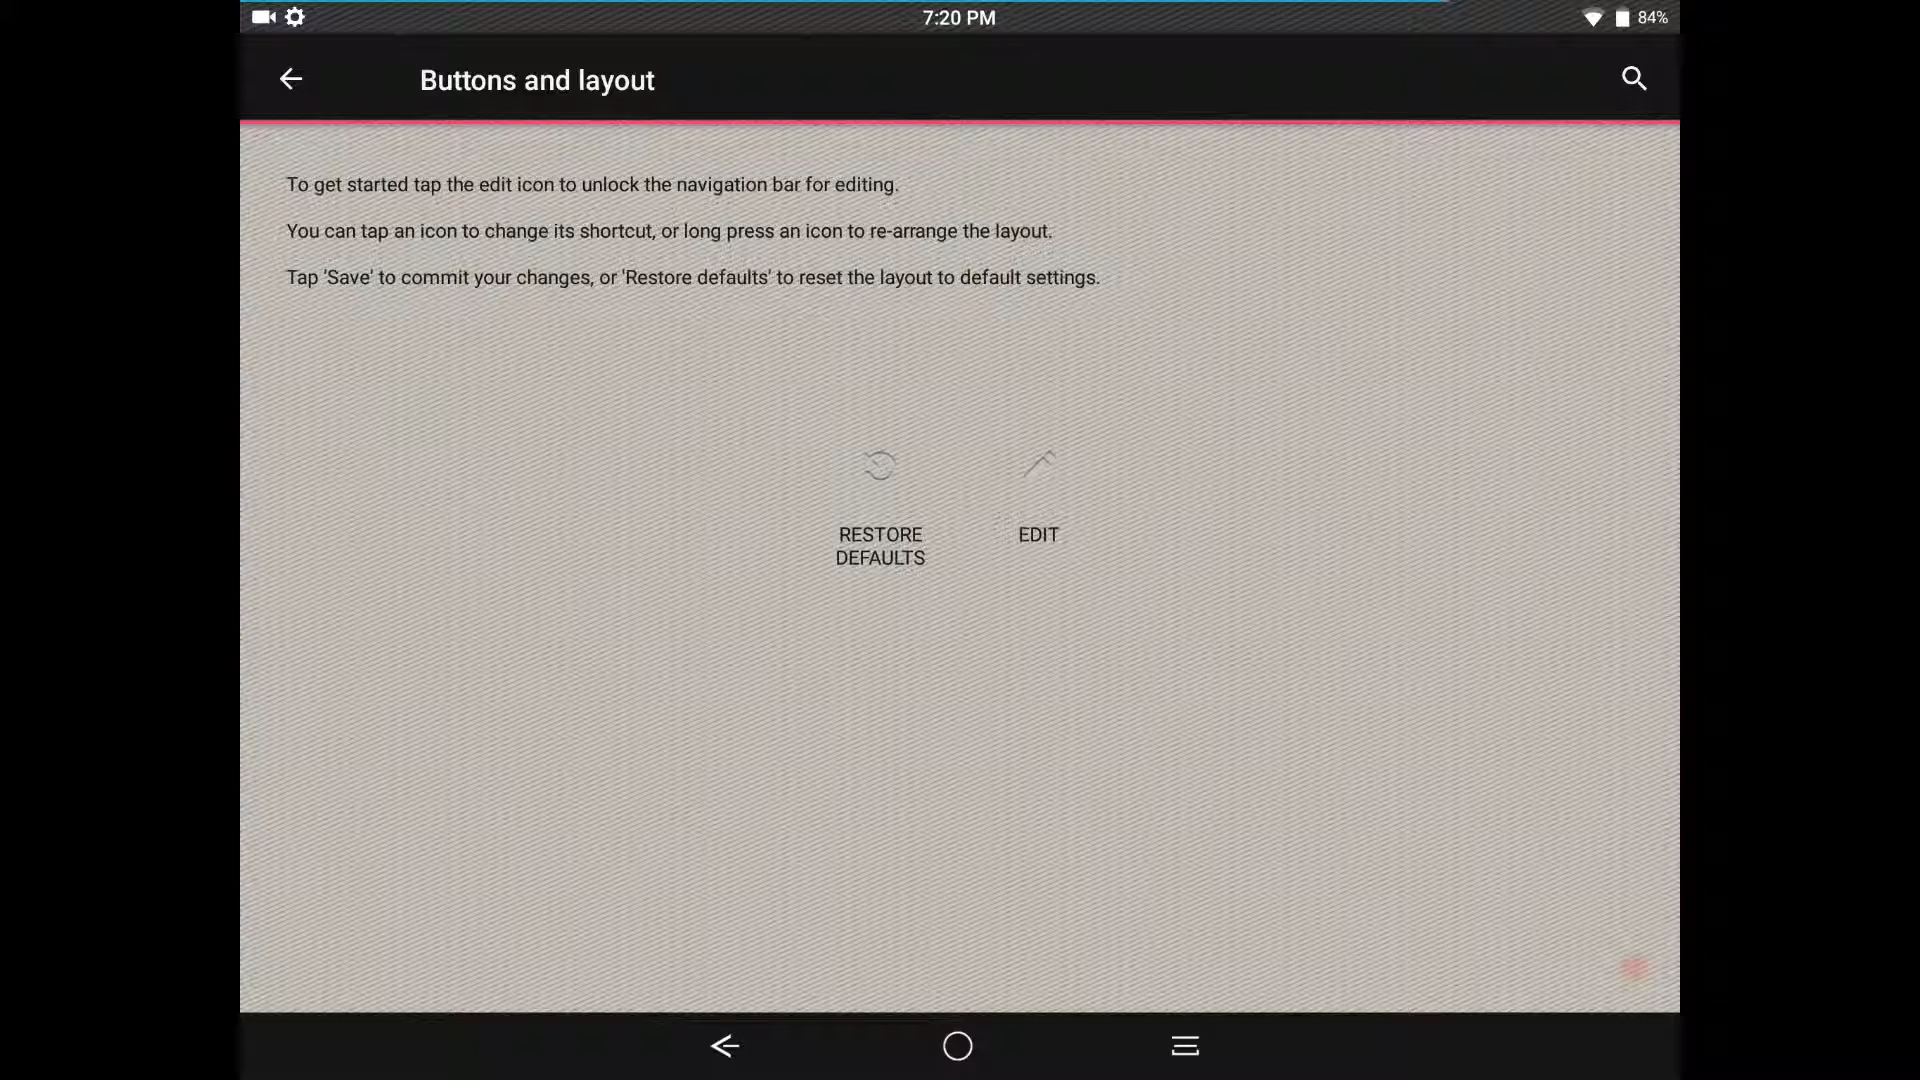 7:20 PM
84%
Buttons and layout
To get started tap the edit icon to unlock the navigation bar for editing.
You can tap an icon to change its shortcut, or long press an icon to re-arrange the layout.
Tap 'Save' to commit your changes, or 'Restore defaults' to reset the layout to default settings.
RESTORE
DEFAULTS
EDIT